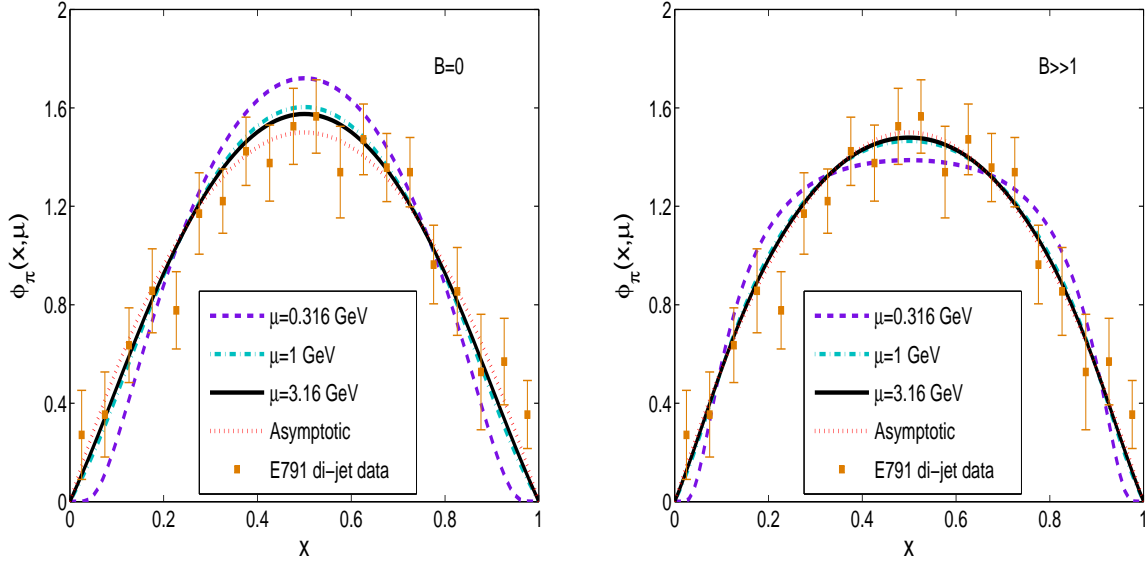 2
1.6
1.2
0.8
0.4
0
0
0.2
0.4
0.6
0.8
1
x
ϕπ(x,μ)
B=0
μ=0.316 GeV
μ=1 GeV
μ=3.16 GeV
Asymptotic
E791 di-jet data
2
1.6
1.2
0.8
0.4
0
0
0.2
0.4
0.6
0.8
1
x
ϕπ(x,μ)
B>>1
μ=0.316 GeV
μ=1 GeV
μ=3.16 GeV
Asymptotic
E791 di-jet data